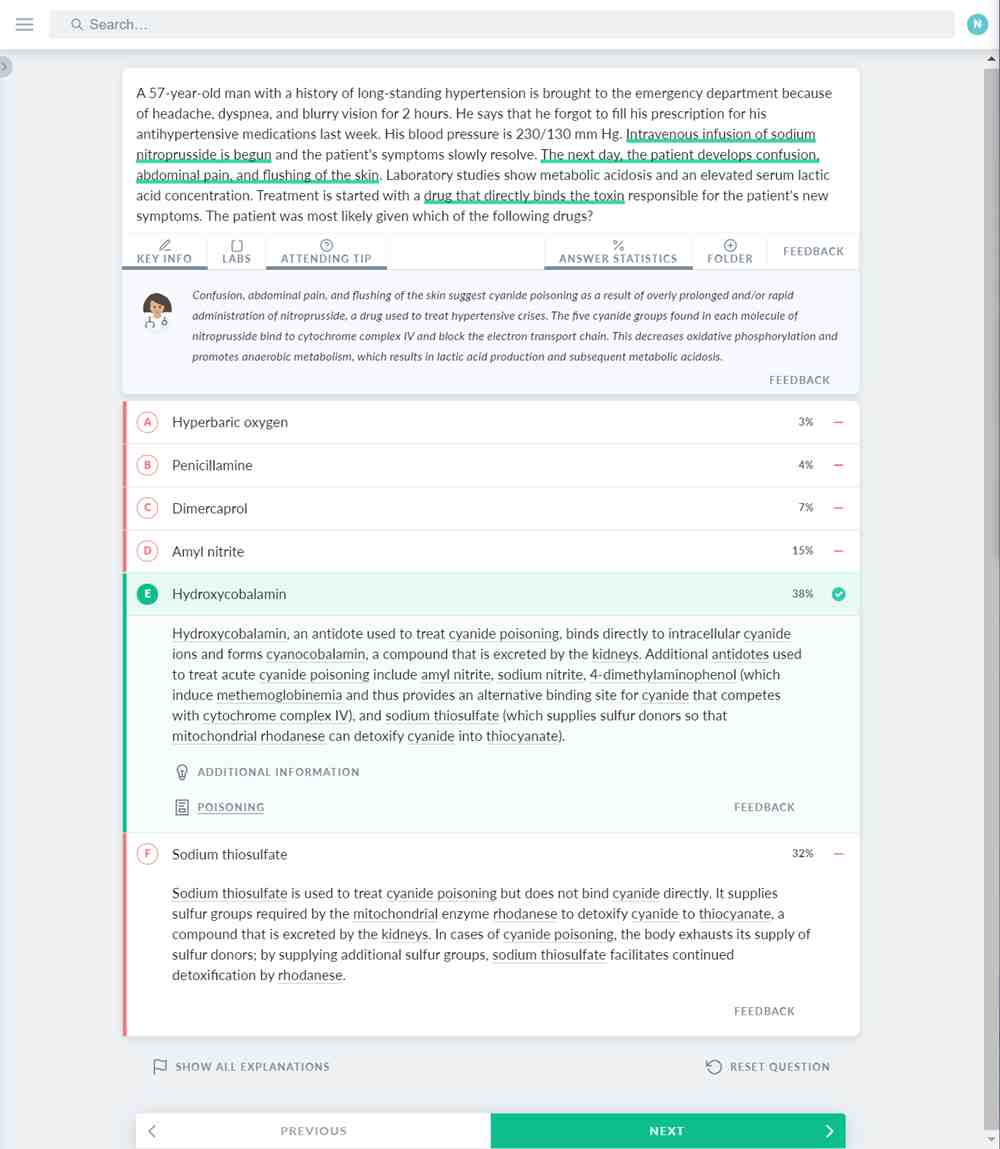 Search...
N
A 57-year-old man with a history of long-standing hypertension is brought to the emergency department because
of headache, dyspnea, and blurry vision for 2 hours. He says that he forgot to fill his prescription for his
antihypertensive medications last week. His blood pressure is 230/130 mm Hg. Intravenous infusion of sodium
nitroprusside is begun and the patient's symptoms slowly resolve. The next day, the patient develops confusion,
abdominal pain, and flushing of the skin. Laboratory studies show metabolic acidosis and an elevated serum lactic
acid concentration. Treatment is started with a drug that directly binds the toxin responsible for the patient's new
symptoms. The patient was most likely given which of the following drugs?
KEY INFO LABS ATTENDING TIP % ANSWER STATISTICS FOLDER FEEDBACK
Confusion, abdominal pain, and flushing of the skin suggest cyanide poisoning as a result of overly prolonged and/or rapid
administration of nitroprusside, a drug used to treat hypertensive crises. The five cyanide groups found in each molecule of
nitroprusside bind to cytochrome complex IV and block the electron transport chain. This decreases oxidative phosphorylation and
promotes anaerobic metabolism, which results in lactic acid production and subsequent metabolic acidosis.
FEEDBACK
A Hyperbaric oxygen 3%
B Penicillamine 4%
C Dimercaprol 7%
D Amyl nitrite 15%
E Hydroxycobalamin 38%
Hydroxycobalamin, an antidote used to treat cyanide poisoning, binds directly to intracellular cyanide
ions and forms cyanocobalamin, a compound that is excreted by the kidneys. Additional antidotes used
to treat acute cyanide poisoning include amyl nitrite, sodium nitrite, 4-dimethylaminophenol (which
induce methemoglobinemia and thus provides an alternative binding site for cyanide that competes
with cytochrome complex IV), and sodium thiosulfate (which supplies sulfur donors so that
mitochondrial rhodanese can detoxify cyanide into thiocyanate).
ADDITIONAL INFORMATION
POISONING FEEDBACK
F Sodium thiosulfate 32%
Sodium thiosulfate is used to treat cyanide poisoning but does not bind cyanide directly. It supplies
sulfur groups required by the mitochondrial enzyme rhodanese to detoxify cyanide to thiocyanate, a
compound that is excreted by the kidneys. In cases of cyanide poisoning, the body exhausts its supply of
sulfur donors; by supplying additional sulfur groups, sodium thiosulfate facilitates continued
detoxification by rhodanese.
FEEDBACK
SHOW ALL EXPLANATIONS RESET QUESTION
PREVIOUS NEXT